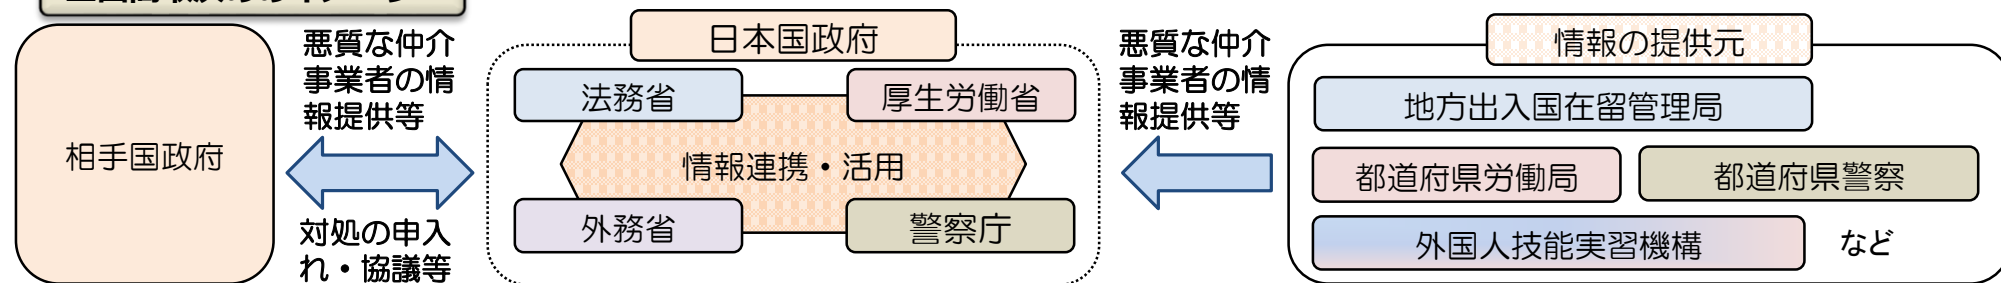 相手国政府
悪質な仲介
事業者の情
報提供等
対処の申入
れ・協議等
日本国政府
法務省
厚生労働省
情報連携・活用
外務省
警察庁
悪質な仲介
事業者の情
報提供等
情報の提供元
地方出入国在留管理局
都道府県労働局
都道府県警察
外国人技能実習機構
など